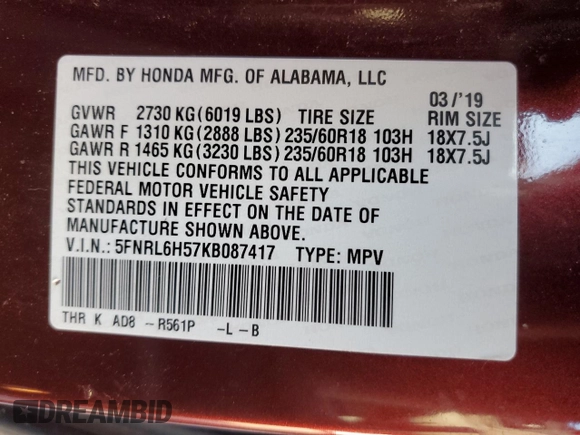 MFD. BY HONDA MFG. OF ALABAMA, LLC
03/'19
GVWR 2730 KG(6019 LBS) TIRE SIZE RIM SIZE
GAWR F 1310 KG(2888 LBS)235/60R18 103H 18X7.5J
GAWR R 1465 KG(3230 LBS)235/60R18 103H 18X7.5J
THIS VEHICLE CONFORMS TO ALL APPLICABLE
FEDERAL MOTOR VEHICLE SAFETY
STANDARDS IN EFFECT ON THE DATE OF
MANUFACTURE SHOWN ABOVE.
V.I.N.: 5FNRL6H57KB087417 TYPE: MPV
THR K AD8 -R561P -L-B
DREAMBID